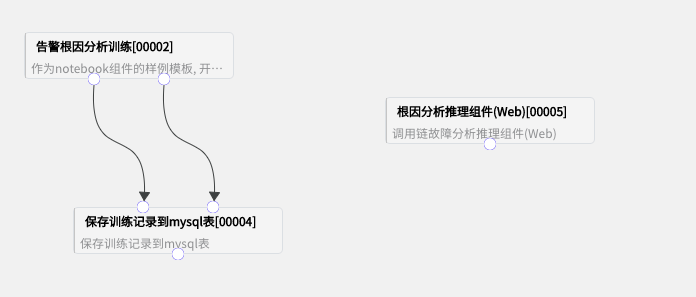 告警根因分析训练[00002]
作为notebook组件的样例模板, 开…
根因分析推理组件(Web)[00005]
调用链故障分析推理组件(Web)
保存训练记录到mysql表[00004]
保存训练记录到mysql表